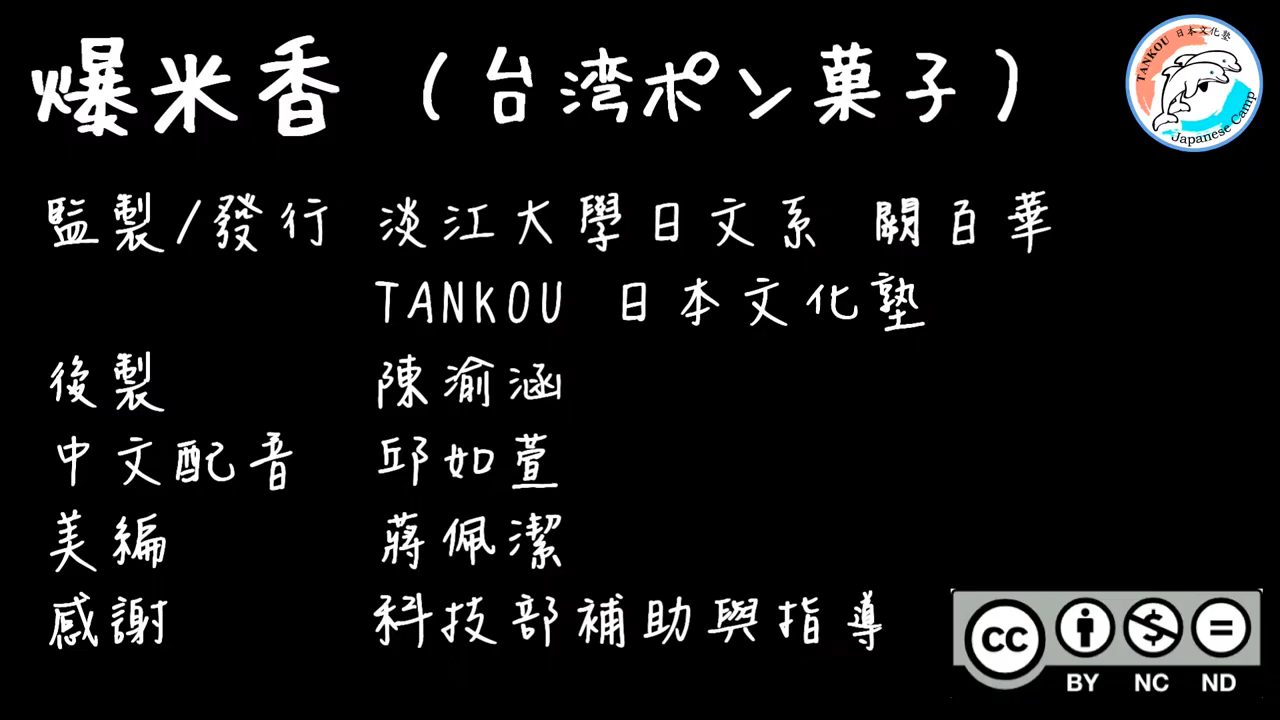 爆米香（台湾ポン菓子）
TANKOU 日本文化塾
Japanese Camp
監製/發行 淡江大學日文系 闕百華
TANKOU 日本文化塾
後製 陳渝涵
中文配音 邱如萱
美編 蔣佩潔
感謝 科技部補助與指導
CC
BY NC ND